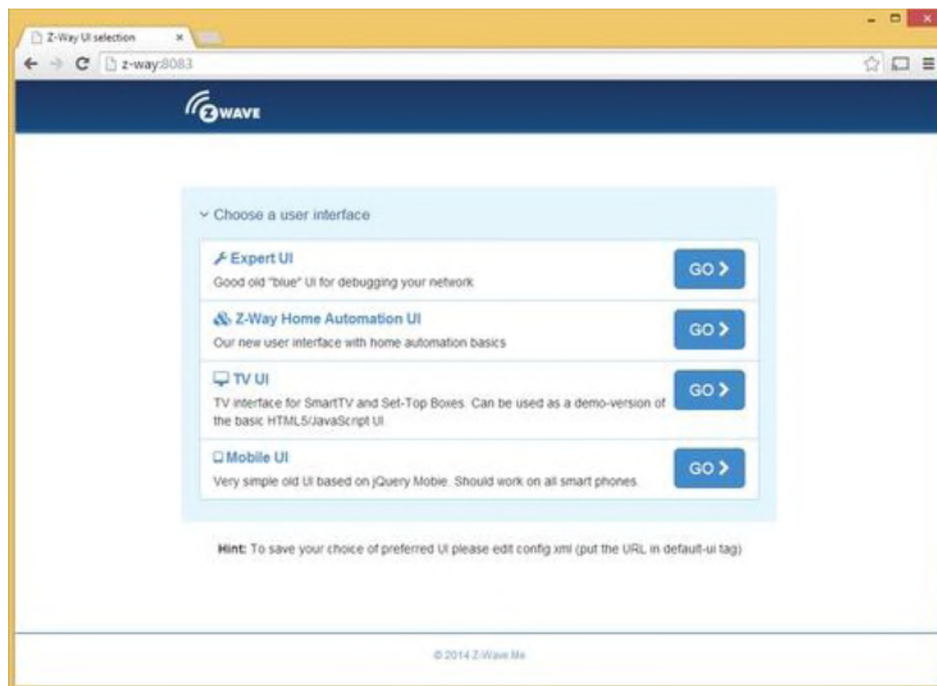 Z-Way UI selection
z-way:8083
Z WAVE
Choose a user interface
Expert UI
Good old "blue" UI for debugging your network
GO
Z-Way Home Automation UI
Our new user interface with home automation basics
GO
TV UI
TV interface for SmartTV and Set-Top Boxes. Can be used as a demo-version of
the basic HTML5/JavaScript UI
GO
Mobile UI
Very simple old UI based on jQuery Mobie. Should work on all smart phones.
GO
Hint: To save your choice of preferred UI please edit config xml (put the URL in default-ui tag)
© 2014 Z-Wave.Me